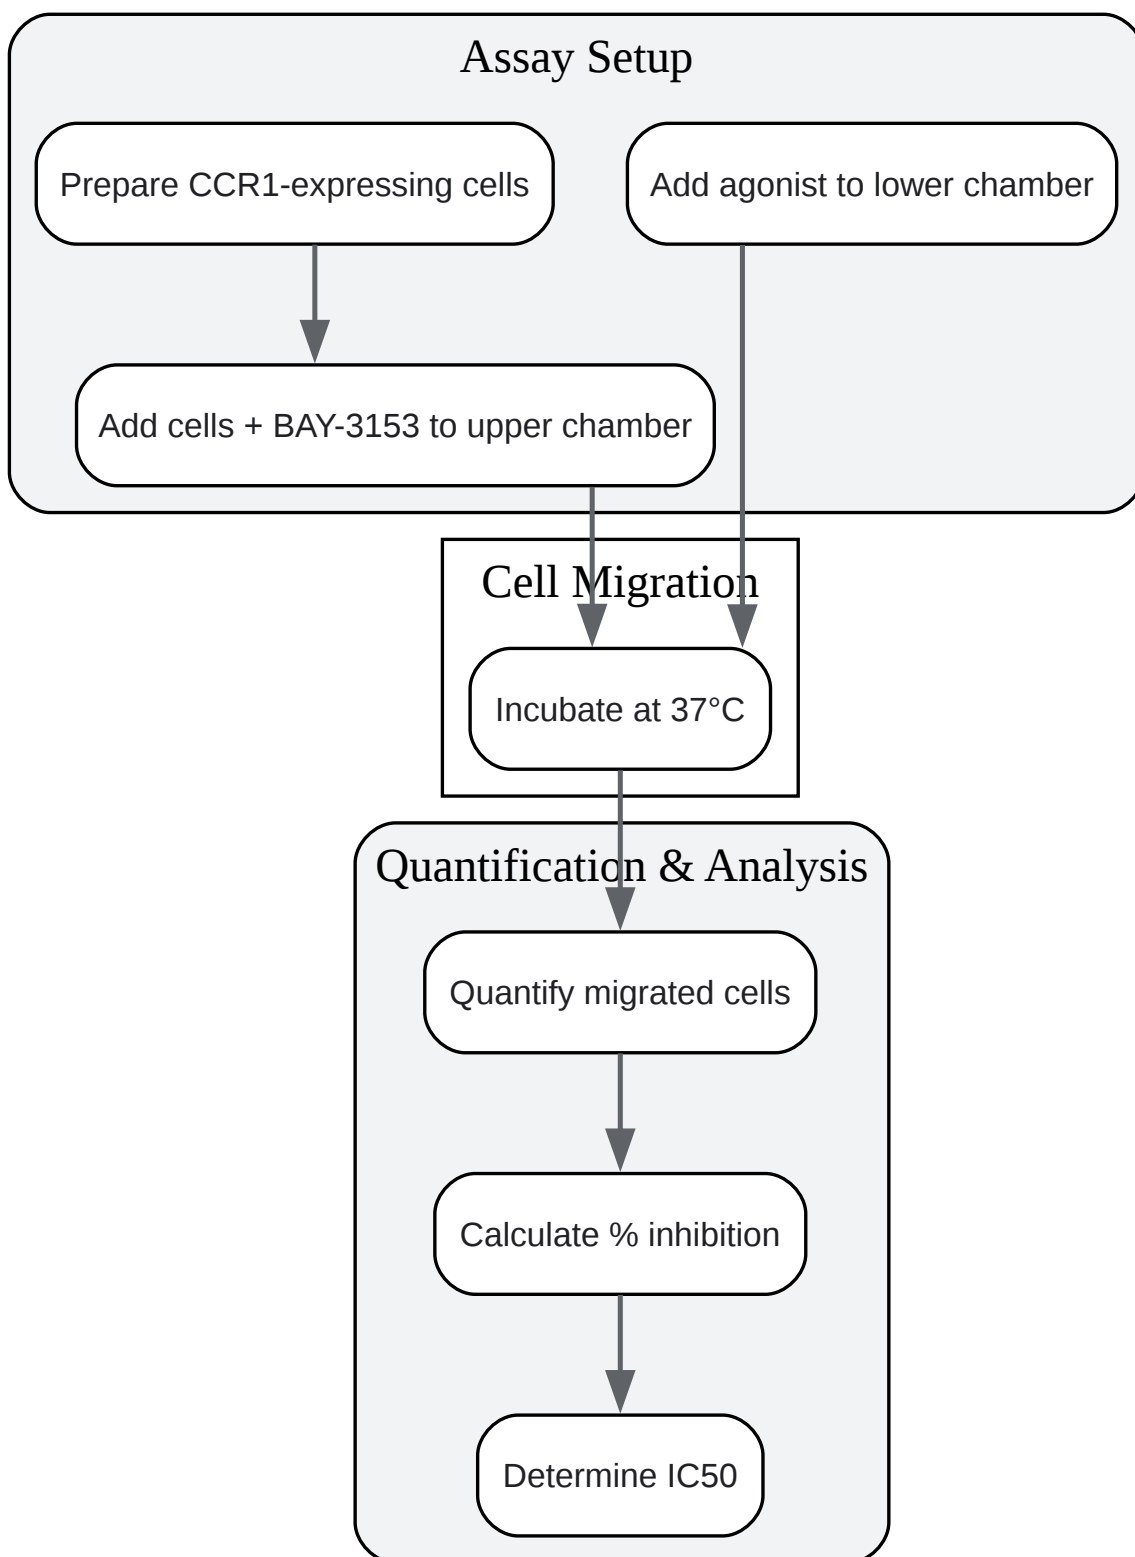 Assay Setup
Prepare CCR1-expressing cells
Add agonist to lower chamber
Add cells + BAY-3153 to upper chamber
Cell Migration
Incubate at 37°C
Quantification & Analysis
Quantify migrated cells
Calculate % inhibition
Determine IC50